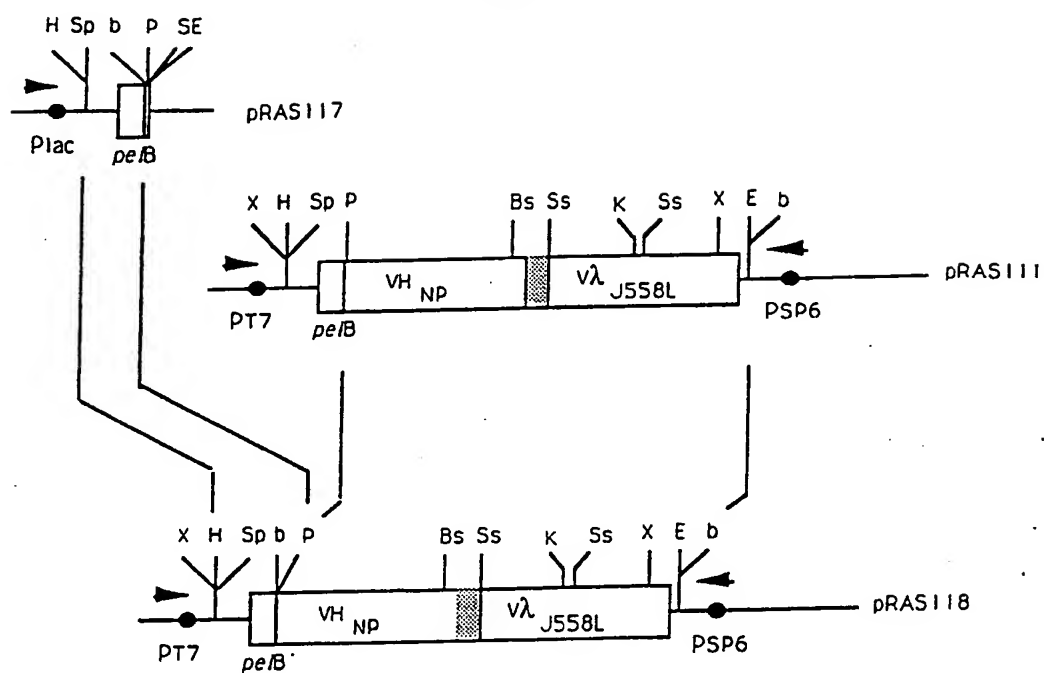 H Sp b P SE
pRAS117
Plac
pelB
X H Sp P Bs Ss K Ss X E b
VH NP
Vλ J558L
pRAS111
PT7
pelB
PSP6
X H Sp b P Bs Ss K Ss X E b
VH NP
Vλ J558L
pRAS118
PT7
pelB
PSP6